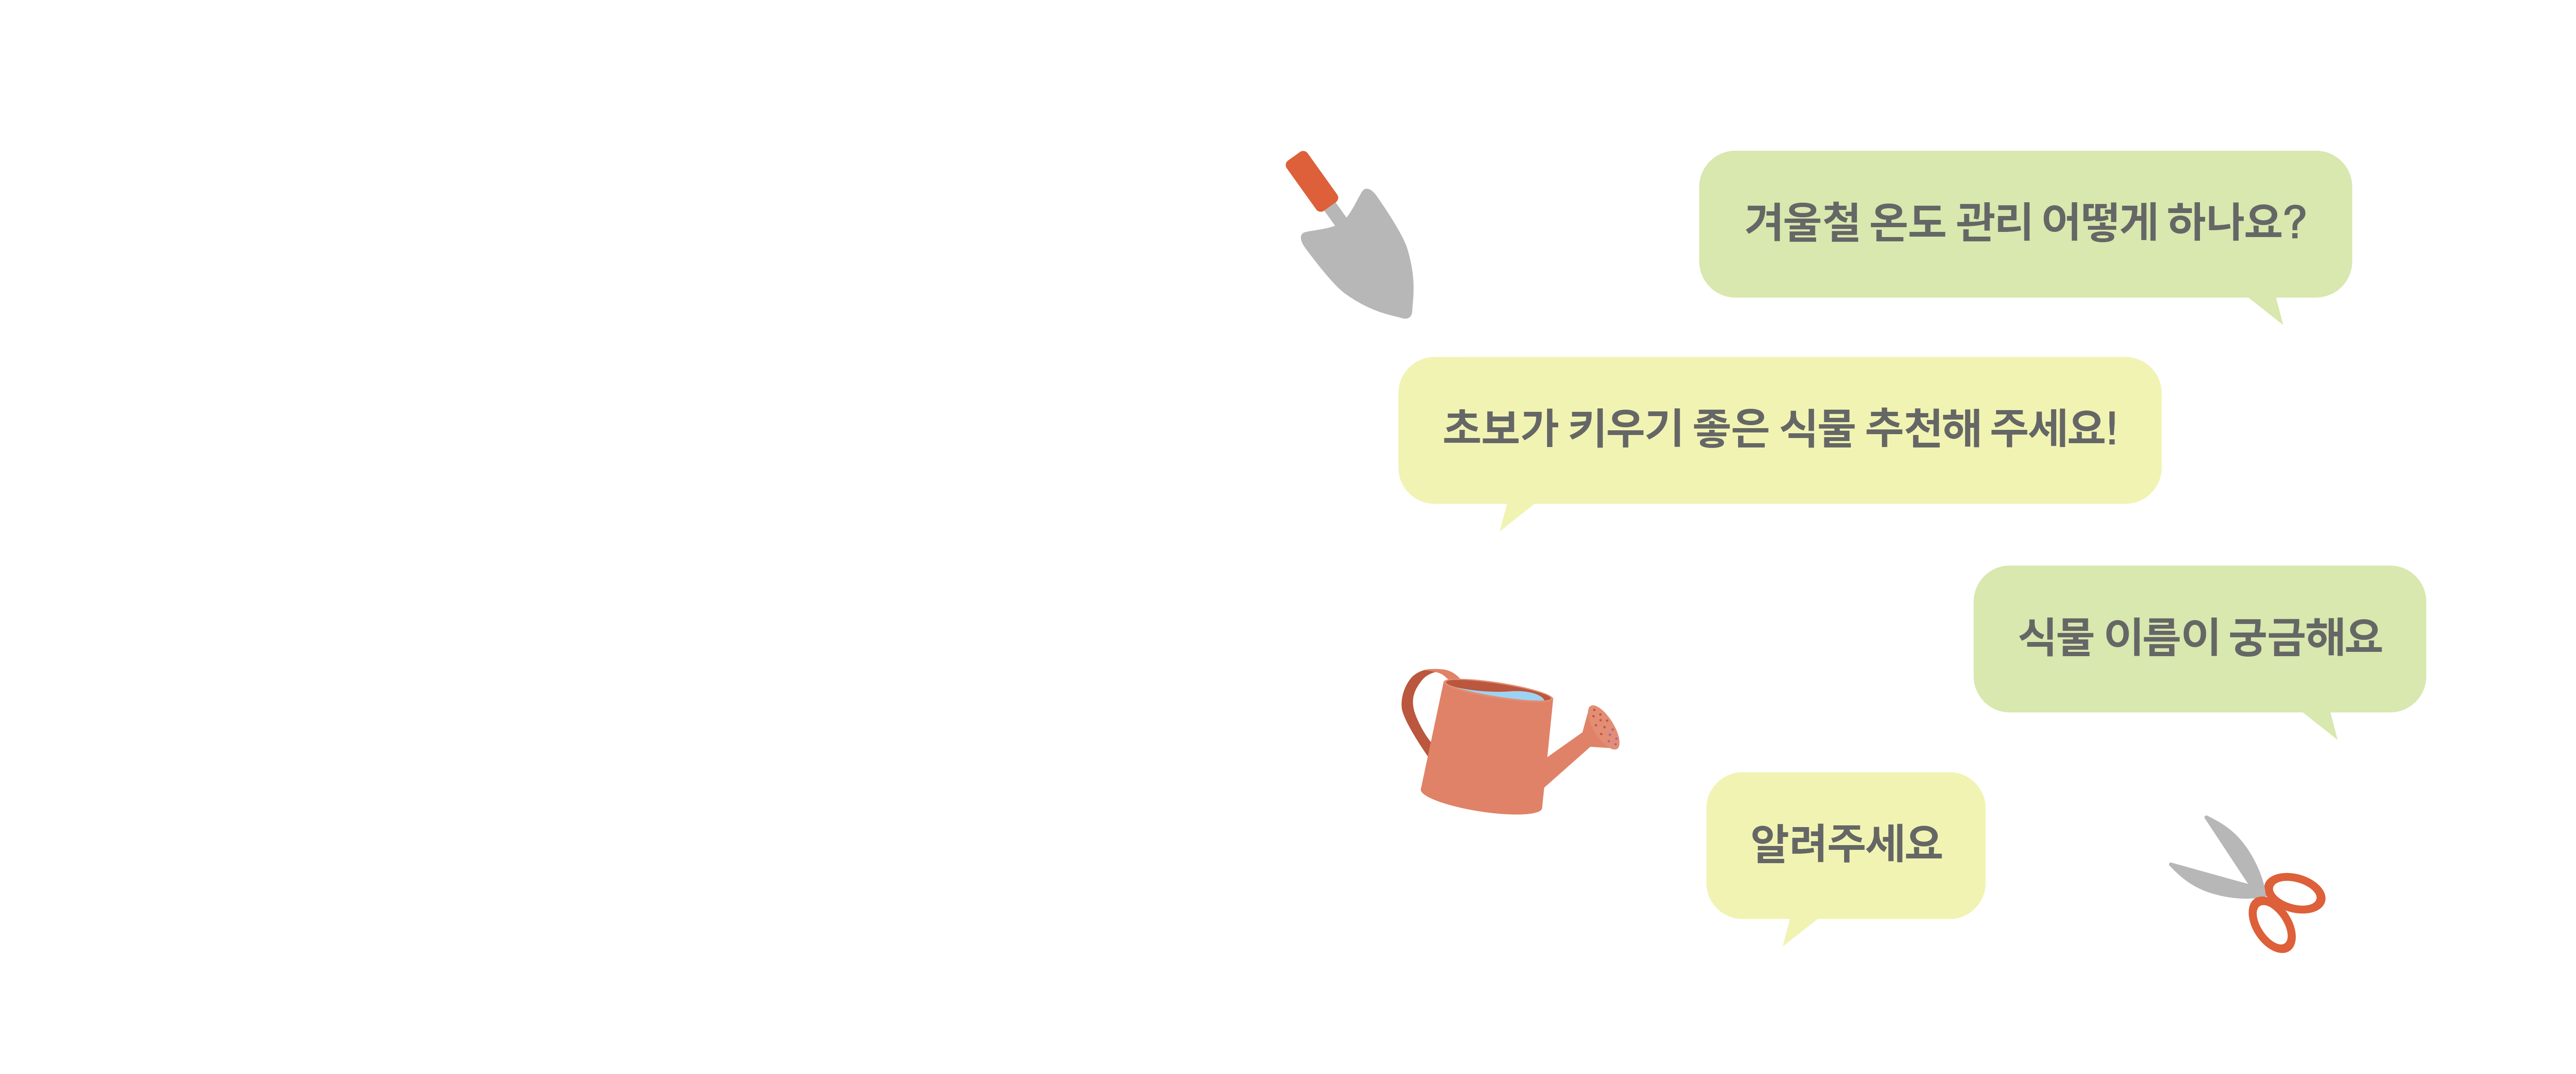 겨울철 온도 관리 어떻게 하나요?
초보가 키우기 좋은 식물 추천해 주세요!
식물 이름이 궁금해요
알려주세요